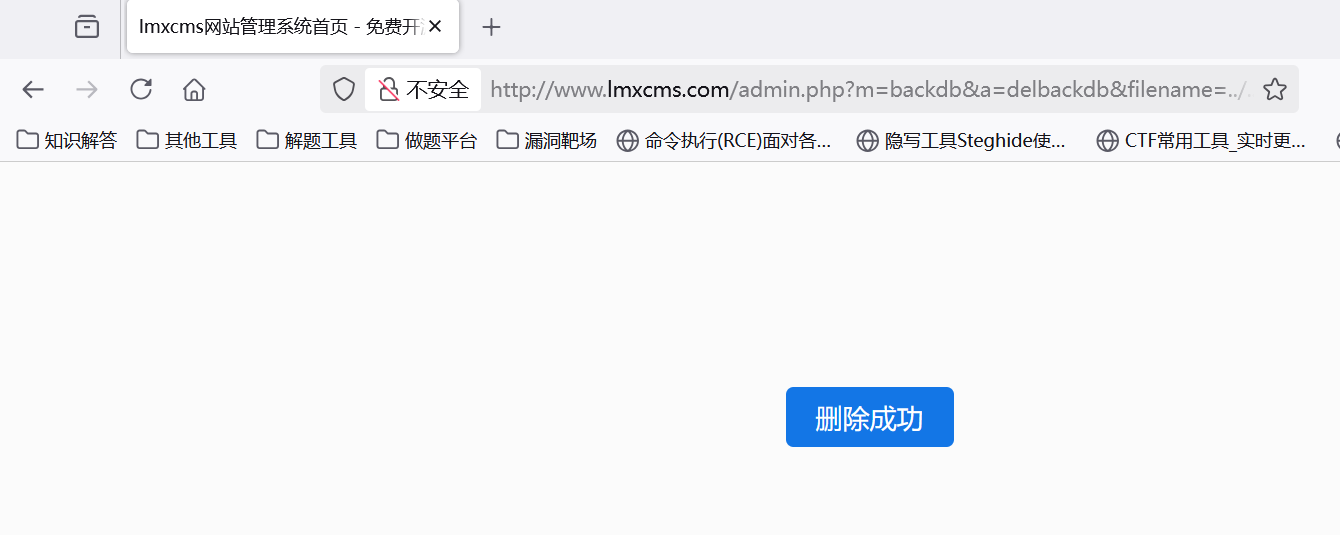 lmxcms网站管理系统首页 - 免费开
不安全 http://www.lmxcms.com/admin.php?m=backdb&a=delbackdb&filename=../.
知识解答 其他工具 解题工具 做题平台 漏洞靶场 命令执行(RCE)面对各... 隐写工具Steghide使... CTF常用工具_实时更...
删除成功